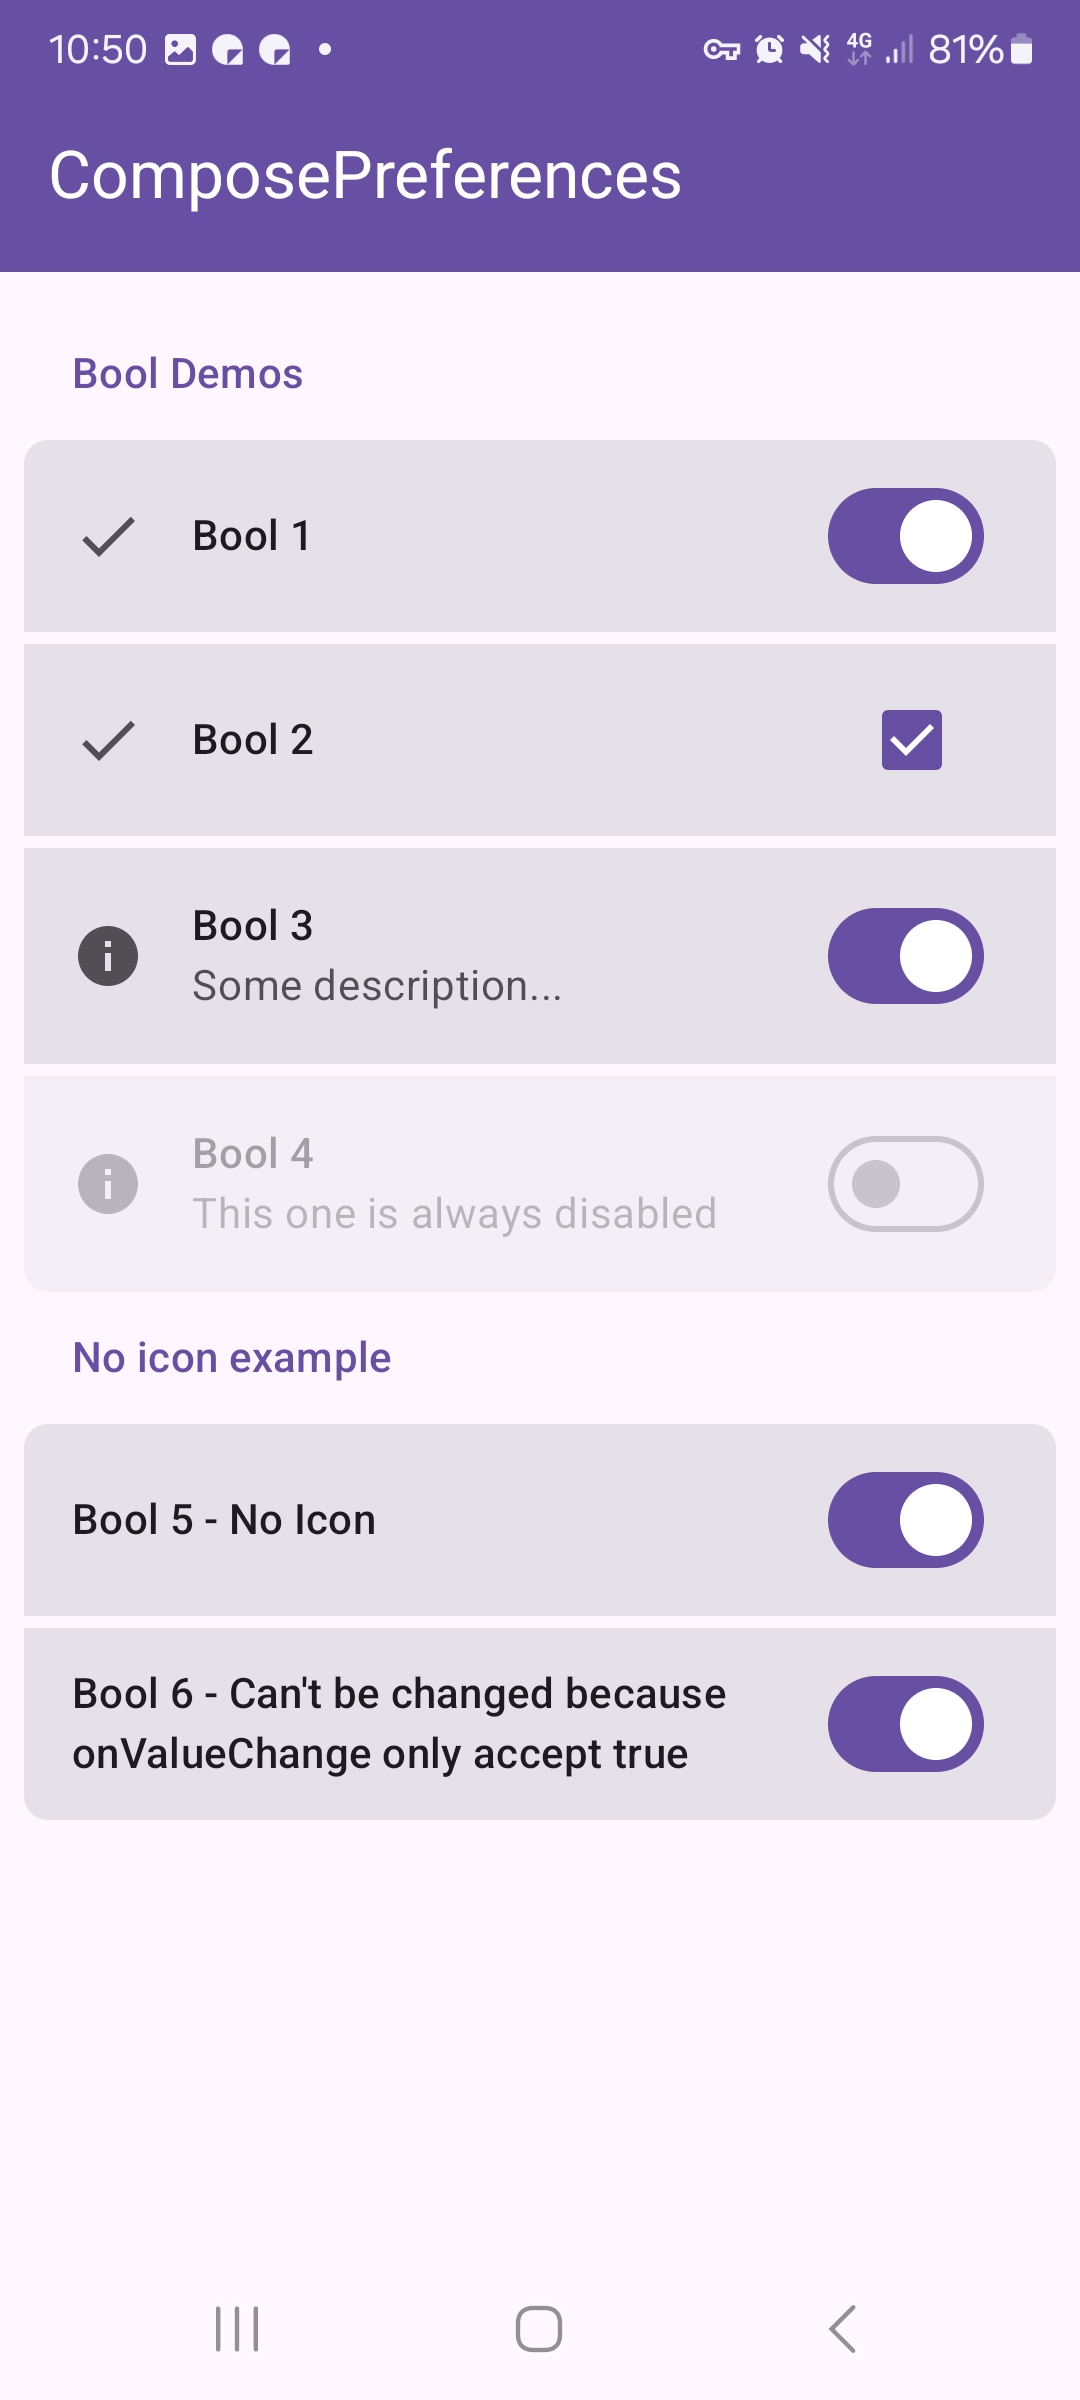 10:50 4G 81%
ComposePreferences
Bool Demos
Bool 1
Bool 2
Bool 3
Some description...
Bool 4
This one is always disabled
No icon example
Bool 5 - No Icon
Bool 6 - Can't be changed because
onValueChange only accept true